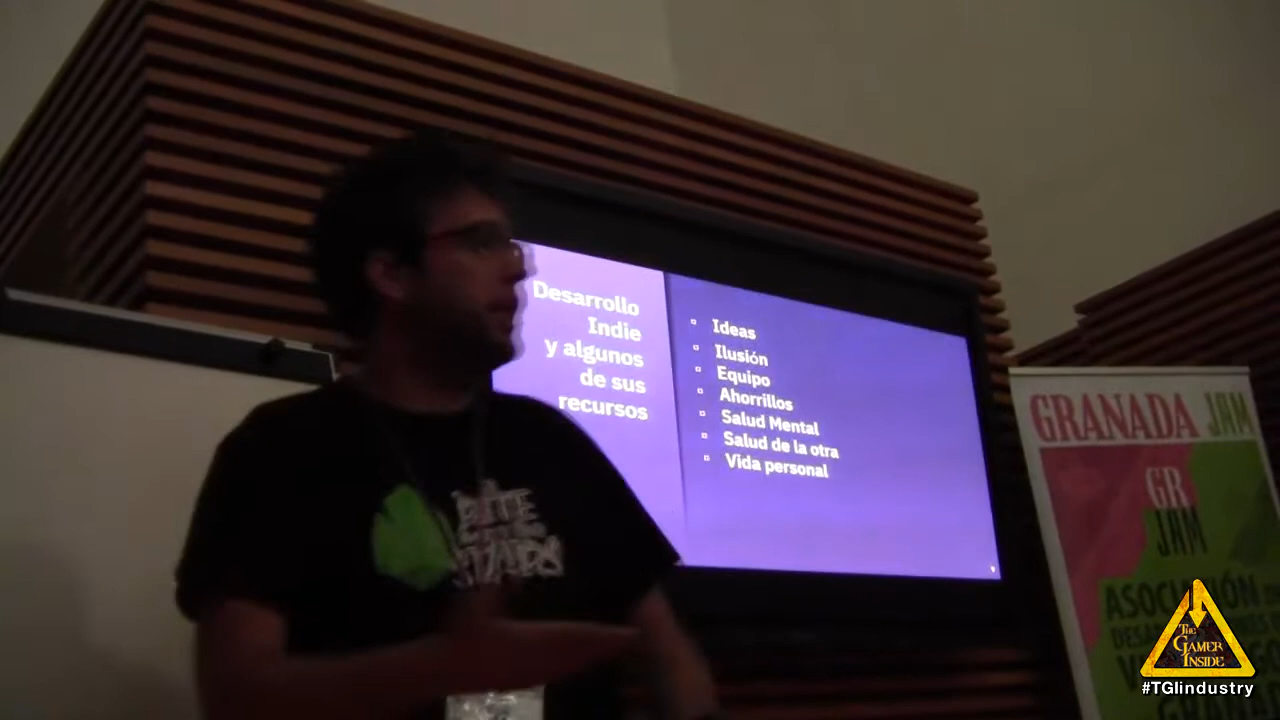 Desarrollo
Indie
y algunos
de sus
recursos
Ideas
Ilusión
Equipo
Ahorrillos
Salud Mental
Salud de la otra
Vida personal
GRANADA JAM
GR
JAM
ASOCIACIÓN
THE
GAMER
INSIDE
#TGIindustry